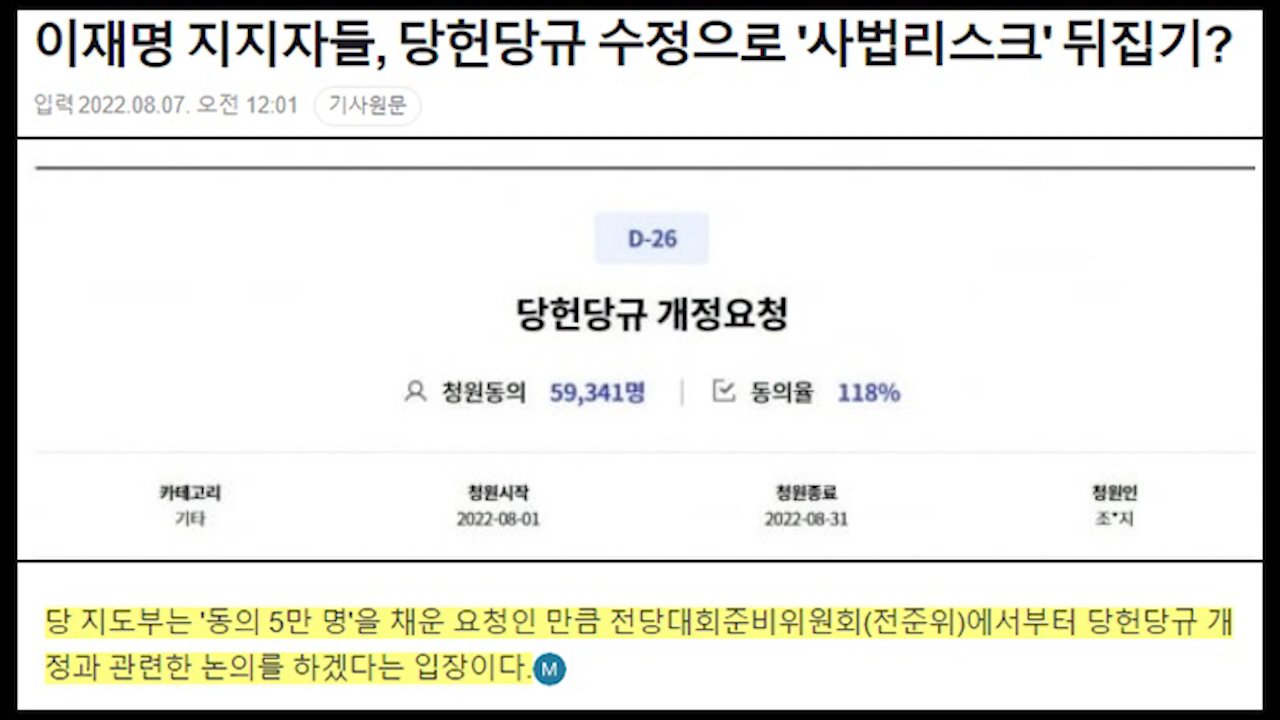 이재명 지지자들, 당헌당규 수정으로 '사법리스크' 뒤집기?
입력 2022.08.07. 오전 12:01 기사원문
D-26
당헌당규 개정요청
청원동의 59,341명 동의율 118%
카테고리 청원시작 청원종료 청원인
기타 2022-08-01 2022-08-31 조*지
당 지도부는 '동의 5만 명'을 채운 요청인 만큼 전당대회준비위원회(전준위)에서부터 당헌당규 개
정과 관련한 논의를 하겠다는 입장이다. M